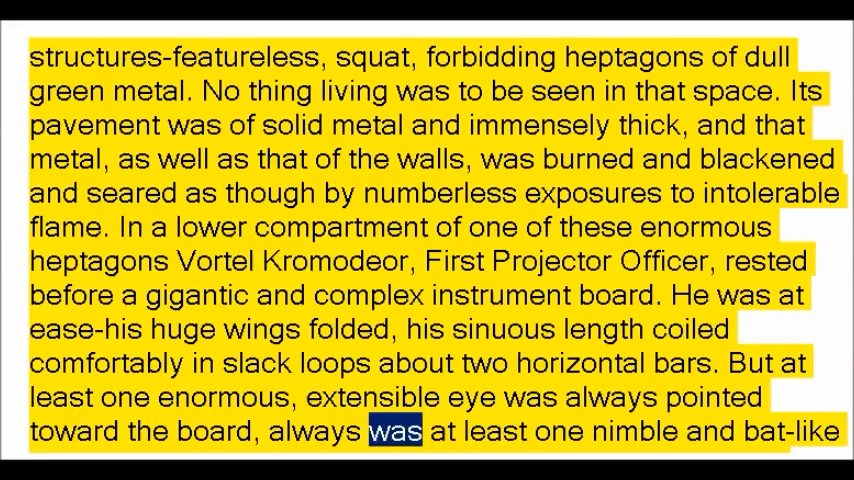 structures-featureless, squat, forbidding heptagons of dull
green metal. No thing living was to be seen in that space. Its
pavement was of solid metal and immensely thick, and that
metal, as well as that of the walls, was burned and blackened
and seared as though by numberless exposures to intolerable
flame. In a lower compartment of one of these enormous
heptagons Vortel Kromodeor, First Projector Officer, rested
before a gigantic and complex instrument board. He was at
ease-his huge wings folded, his sinuous length coiled
comfortably in slack loops about two horizontal bars. But at
least one enormous, extensible eye was always pointed
toward the board, always was at least one nimble and bat-like